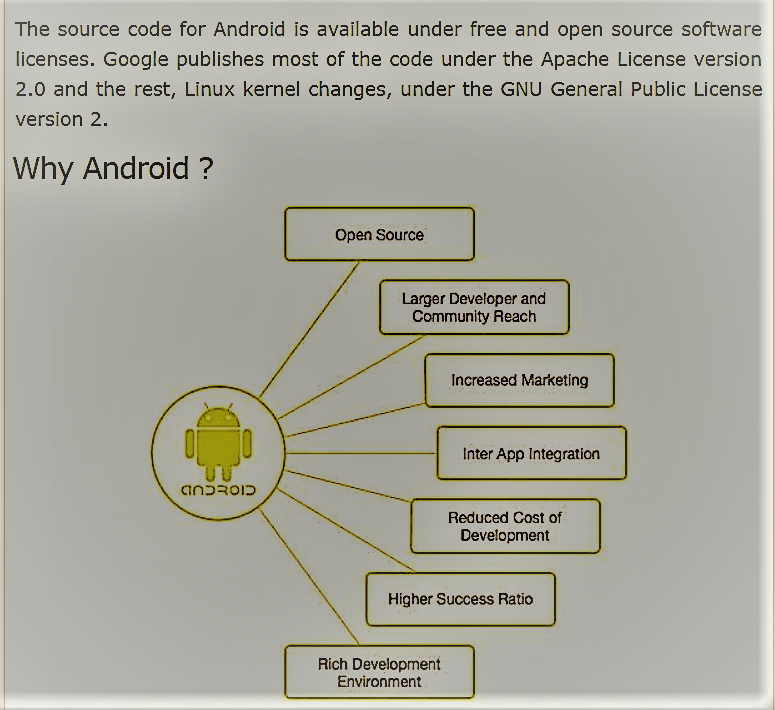 The source code for Android is available under free and open source software
licenses. Google publishes most of the code under the Apache License version
2.0 and the rest, Linux kernel changes, under the GNU General Public License
version 2.
Why Android ?
Open Source
Larger Developer and
Community Reach
Increased Marketing
Inter App Integration
ANDROID
Reduced Cost of
Development
Higher Success Ratio
Rich Development
Environment